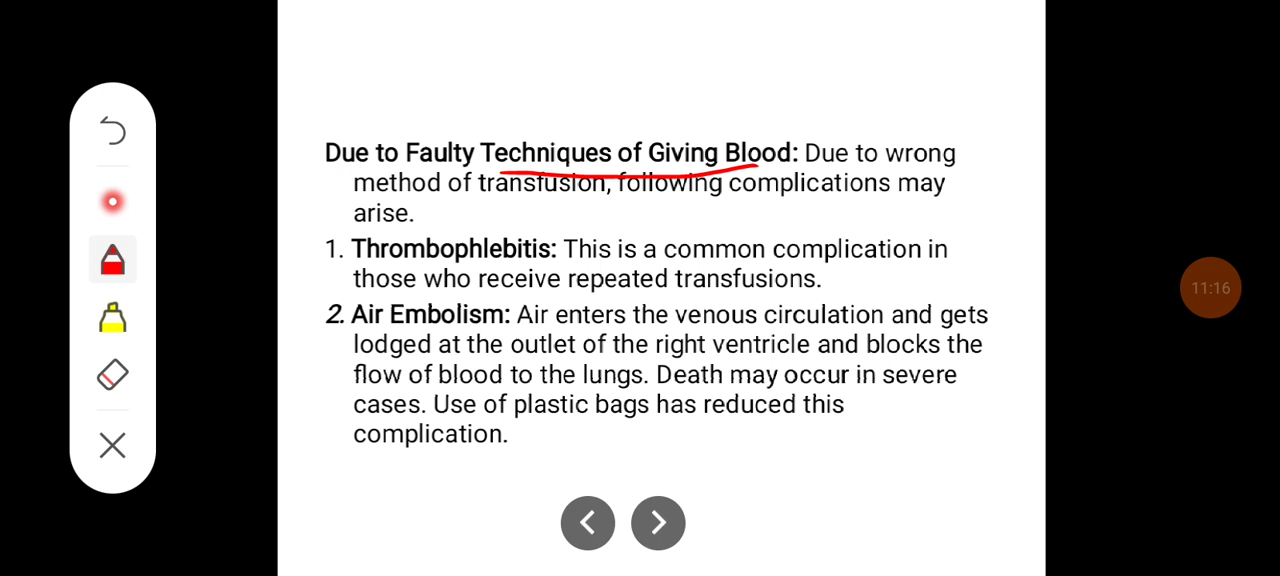 Due to Faulty Techniques of Giving Blood: Due to wrong
method of transfusion, following complications may
arise.
1. Thrombophlebitis: This is a common complication in
those who receive repeated transfusions.
2. Air Embolism: Air enters the venous circulation and gets
lodged at the outlet of the right ventricle and blocks the
flow of blood to the lungs. Death may occur in severe
cases. Use of plastic bags has reduced this
complication.
11:16